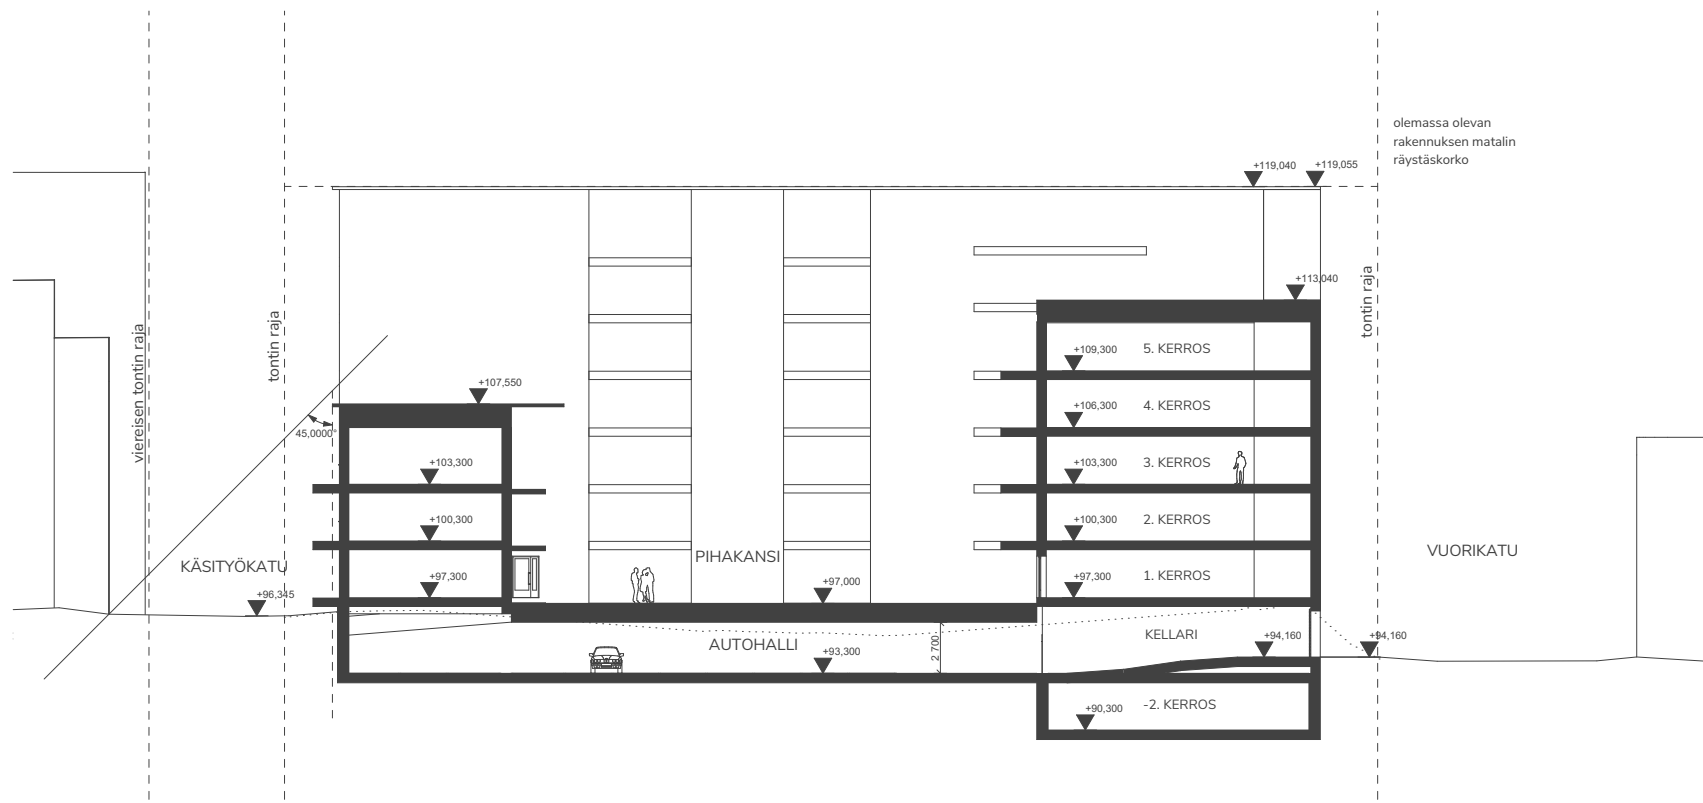 olemassa olevan
rakennuksen matalin
räystäskorko
+119,040
+119,055
+113,040
tontin raja
tontin raja
viereisen tontin raja
+109,300
5. KERROS
+107,550
+106,300
4. KERROS
45,0000°
+103,300
+103,300
3. KERROS
+100,300
+100,300
2. KERROS
KÄSITYÖKATU
PIHAKANSI
VUORIKATU
+97,300
+97,000
+97,300
1. KERROS
+96,345
AUTOHALLI
2 700
KELLARI
+94,160
+94,160
+93,300
+90,300
-2. KERROS